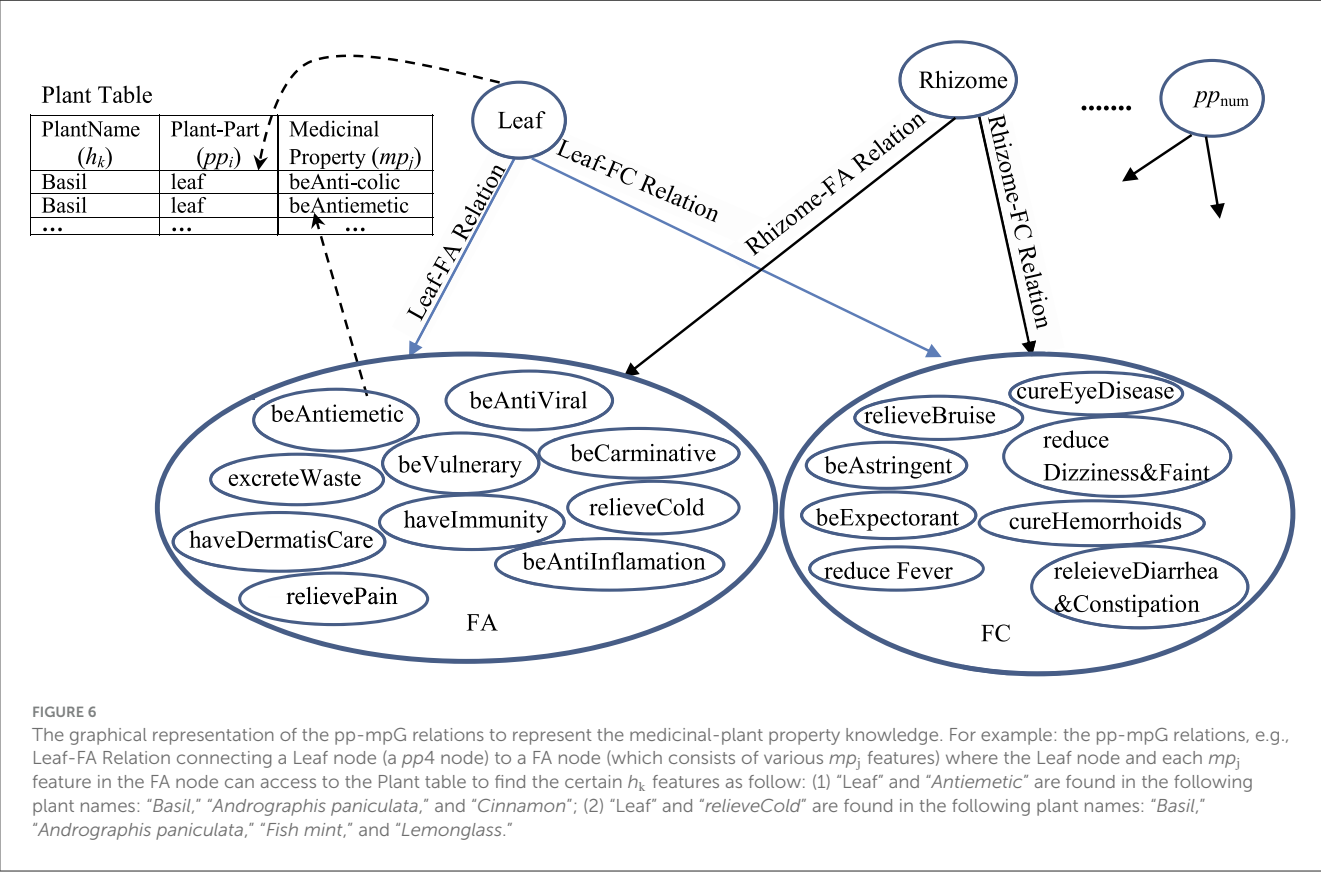 Plant Table
PlantName (hₖ)
Plant-Part (ppᵢ)
Medicinal Property (mpⱼ)
Basil leaf beAnti-colic
Basil leaf beAntiemetic
... ... ...
Leaf
Rhizome
.......
pp_num
Leaf-FA Relation
Leaf-FC Relation
Rhizome-FA Relation
Rhizome-FC Relation
beAntiemetic
beAntiViral
beVulnerary
beCarminative
excreteWaste
haveImmunity
relieveCold
haveDermatisCare
beAntiInflamation
relievePain
FA
cureEyeDisease
relieveBruise
reduce
Dizziness&Faint
beAstringent
beExpectorant
cureHemorrhoids
reduce Fever
releieveDiarrhea
&Constipation
FC
FIGURE 6
The graphical representation of the pp-mpG relations to represent the medicinal-plant property knowledge. For example: the pp-mpG relations, e.g.,
Leaf-FA Relation connecting a Leaf node (a pp4 node) to a FA node (which consists of various mpⱼ features) where the Leaf node and each mpⱼ
feature in the FA node can access to the Plant table to find the certain hₖ features as follow: (1) “Leaf” and “Antiemetic” are found in the following
plant names: “Basil,” “Andrographis paniculata,” and “Cinnamon”; (2) “Leaf” and “relieveCold” are found in the following plant names: “Basil,”
“Andrographis paniculata,” “Fish mint,” and “Lemonglass.”